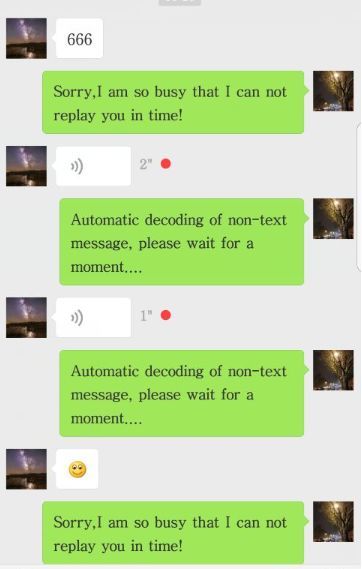 666
Sorry,I am so busy that I can not
replay you in time!
2"
Automatic decoding of non-text
message, please wait for a
moment....
1"
Automatic decoding of non-text
message, please wait for a
moment....
Sorry,I am so busy that I can not
replay you in time!